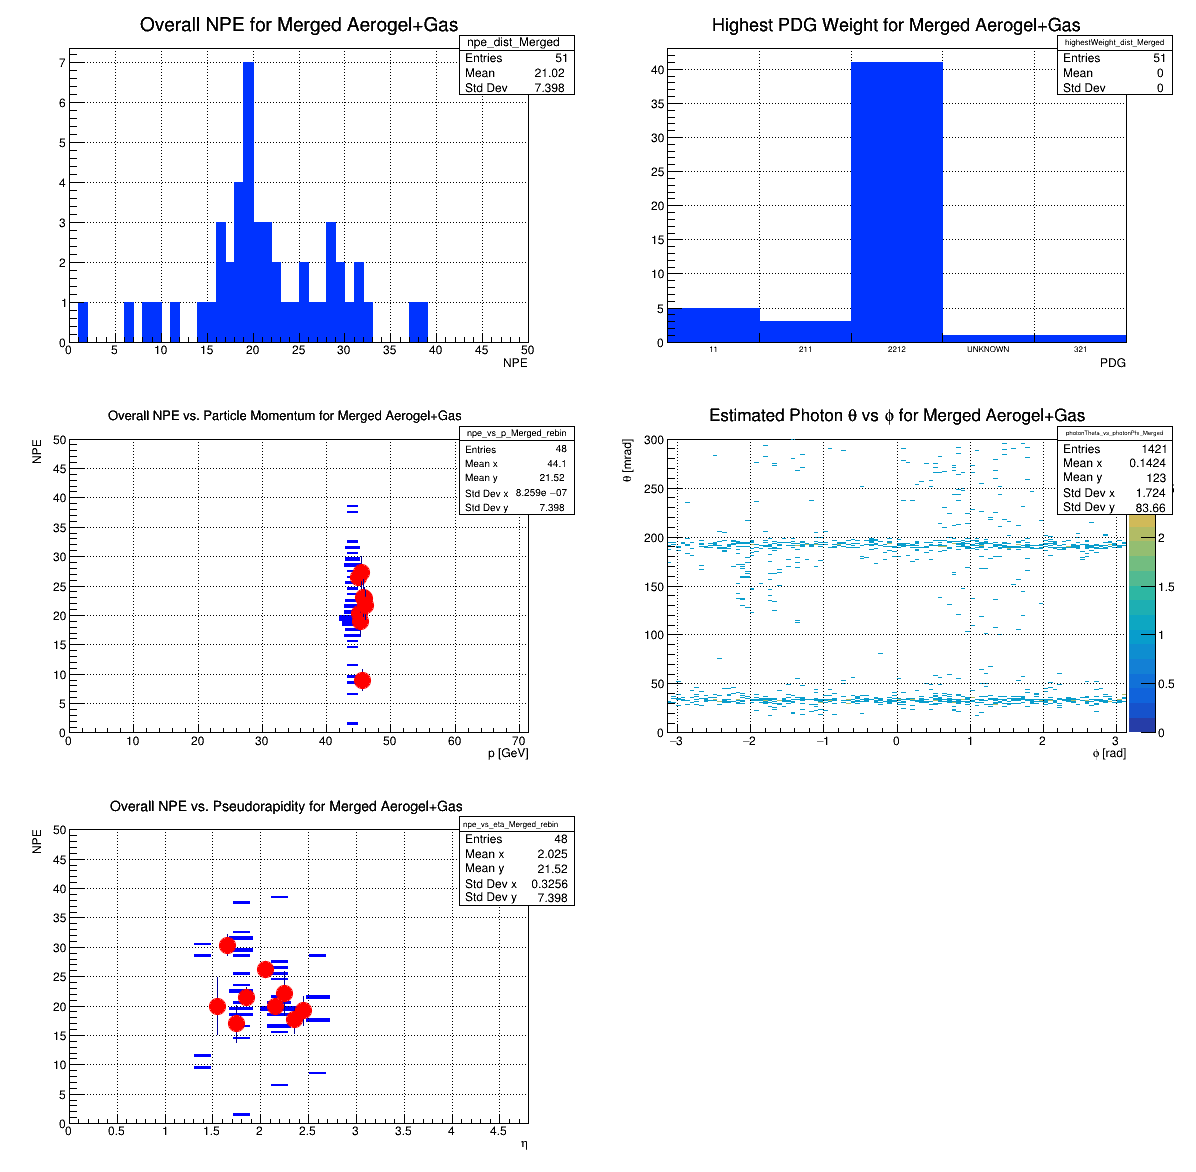 Overall NPE for Merged Aerogel+Gas
npe_dist_Merged
Entries 51
Mean 21.02
Std Dev 7.398
7
6
5
4
3
2
1
0
0 5 10 15 20 25 30 35 40 45 50
NPE
Highest PDG Weight for Merged Aerogel+Gas
highestWeight_dist_Merged
Entries 51
Mean 0
Std Dev 0
40
35
30
25
20
15
10
5
0
11 211 2212 UNKNOWN 321
PDG
Overall NPE vs. Particle Momentum for Merged Aerogel+Gas
npe_vs_p_Merged_rebin
Entries 48
Mean x 44.1
Mean y 21.52
Std Dev x 8.259e −07
Std Dev y 7.398
NPE
50
45
40
35
30
25
20
15
10
5
0
0 10 20 30 40 50 60 70
p [GeV]
Estimated Photon θ vs ϕ for Merged Aerogel+Gas
photonTheta_vs_photonPhi_Merged
Entries 1421
Mean x 0.1424
Mean y 123
Std Dev x 1.724
Std Dev y 83.66
θ [mrad]
300
250
200
150
100
50
0
−3 −2 −1 0 1 2 3
ϕ [rad]
2
1.5
1
0.5
0
Overall NPE vs. Pseudorapidity for Merged Aerogel+Gas
npe_vs_eta_Merged_rebin
Entries 48
Mean x 2.025
Mean y 21.52
Std Dev x 0.3256
Std Dev y 7.398
NPE
50
45
40
35
30
25
20
15
10
5
0
0 0.5 1 1.5 2 2.5 3 3.5 4 4.5
η